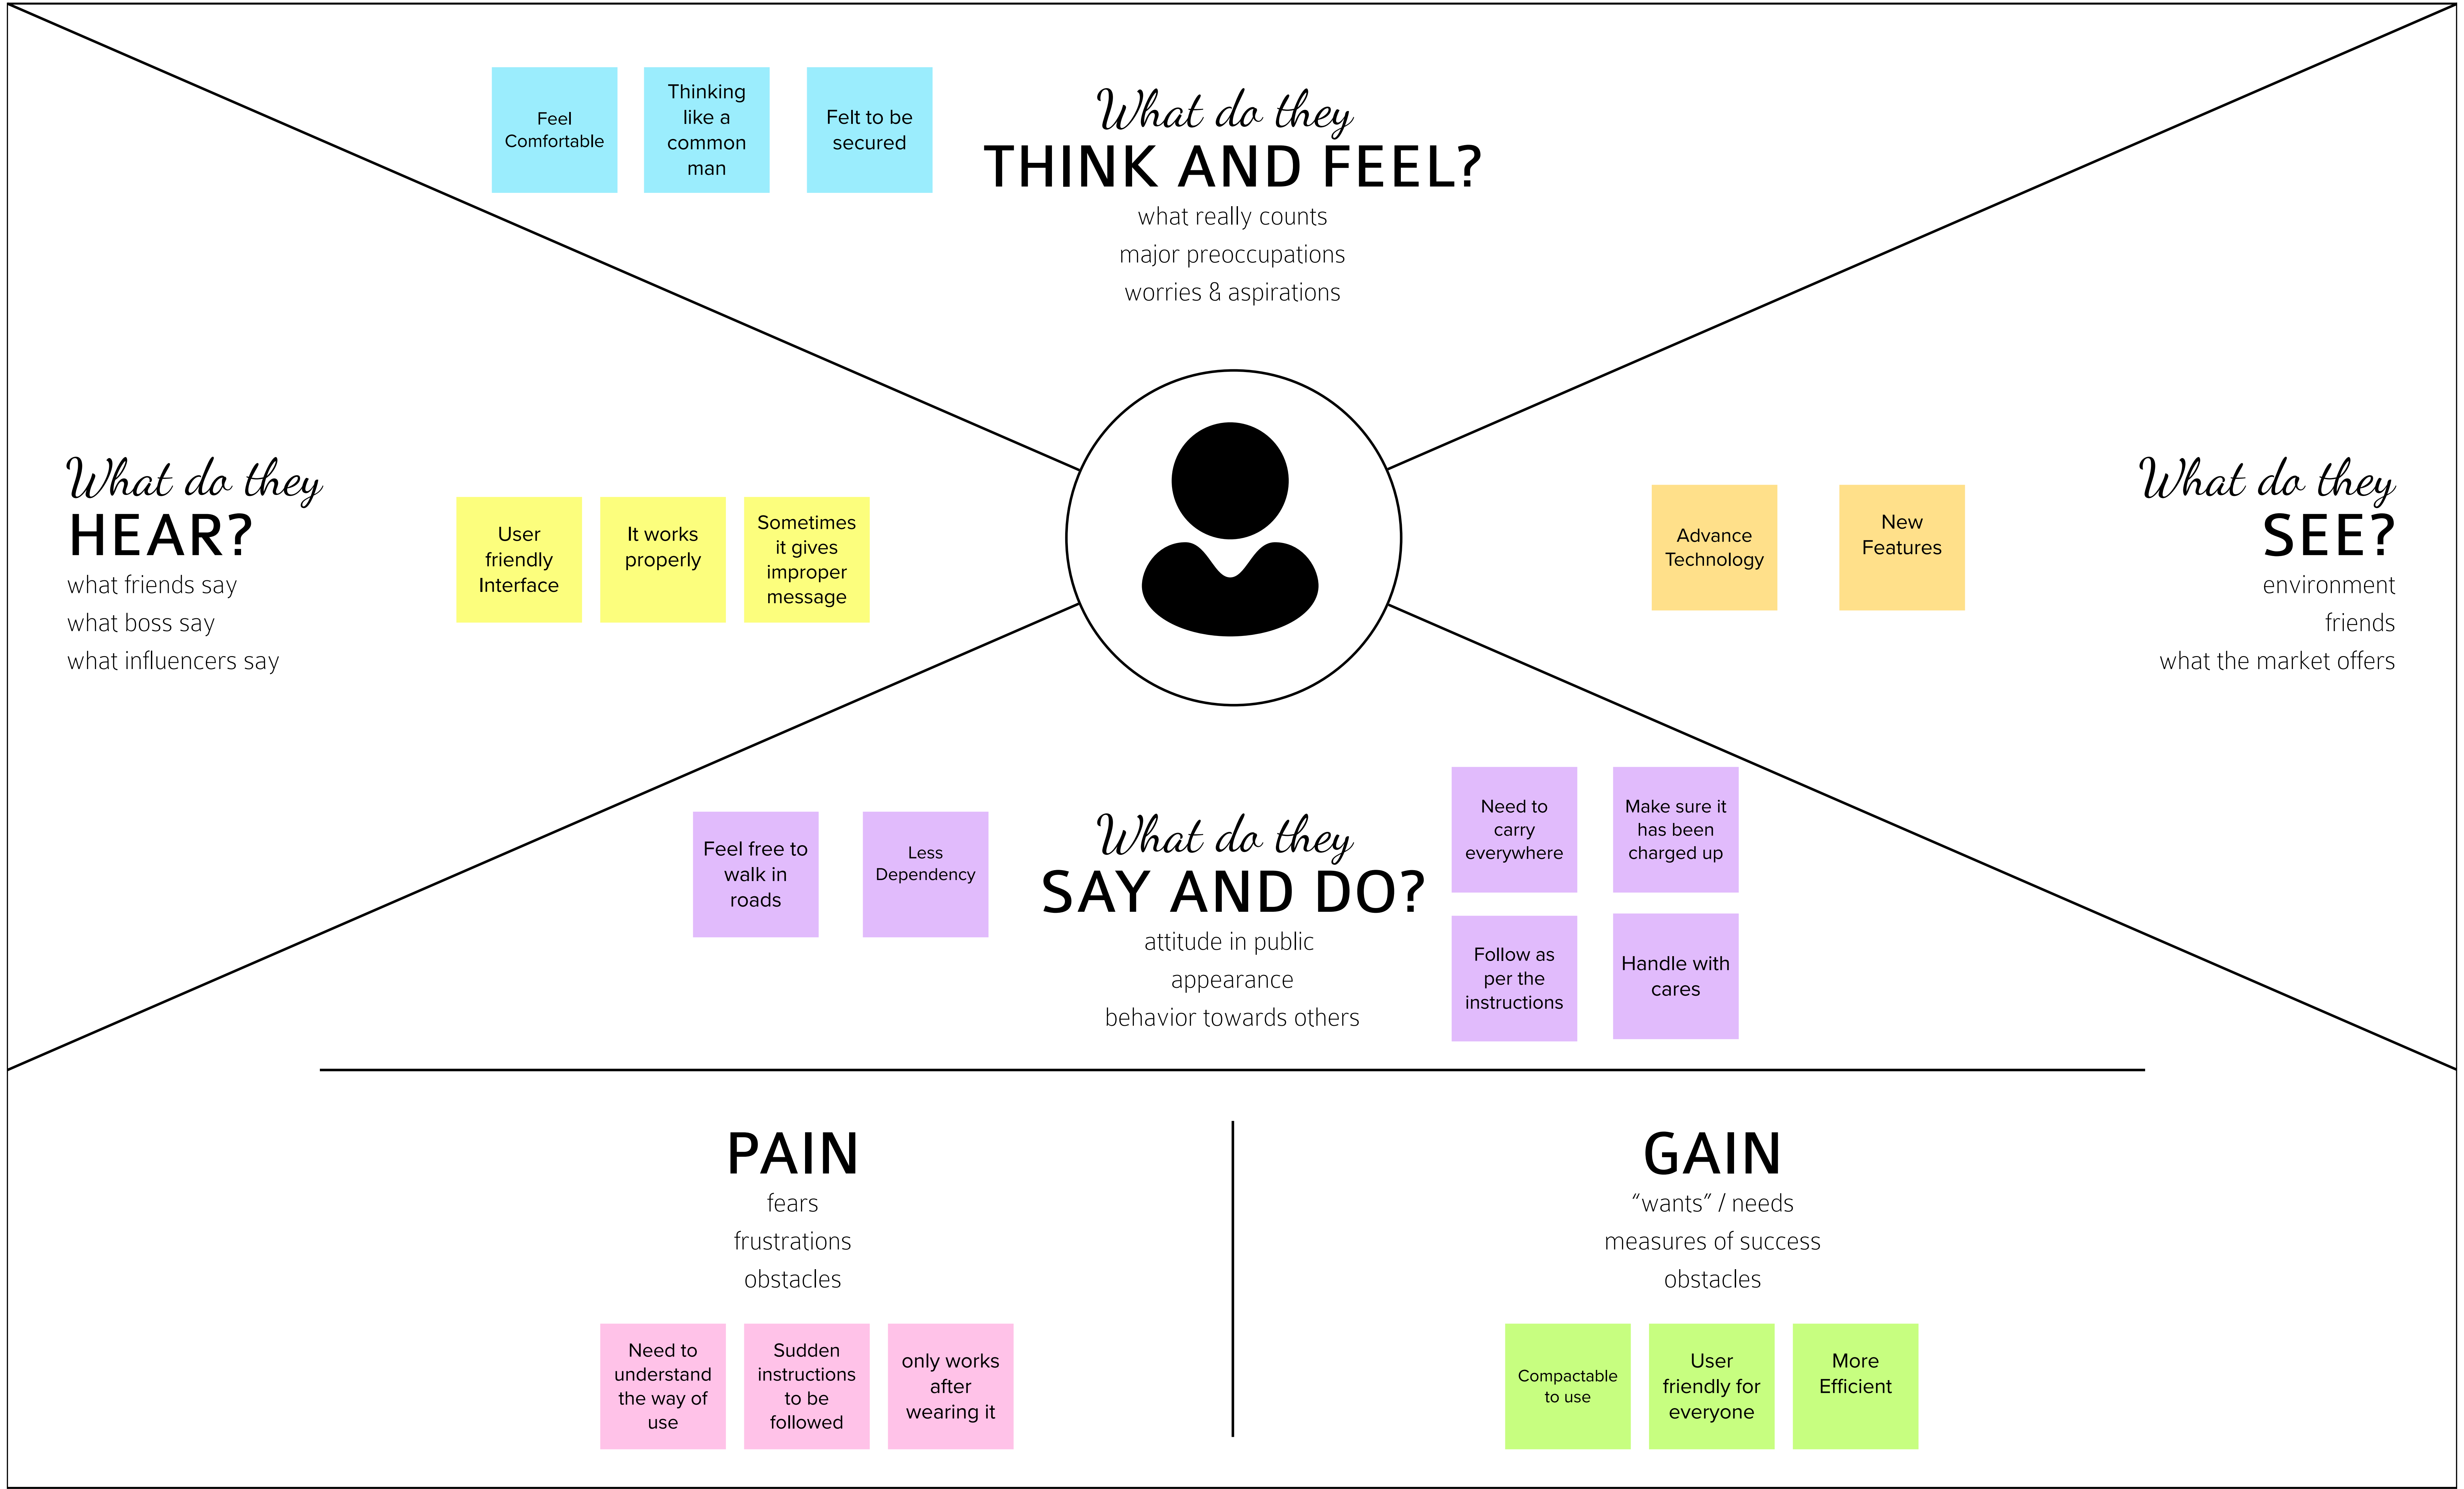 Feel
Comfortable
Thinking
like a
common
man
Felt to be
secured
What do they
THINK AND FEEL?
what really counts
major preoccupations
worries & aspirations
What do they
HEAR?
what friends say
what boss say
what influencers say
User
friendly
Interface
It works
properly
Sometimes
it gives
improper
message
Advance
Technology
New
Features
What do they
SEE?
environment
friends
what the market offers
Feel free to
walk in
roads
Less
Dependency
What do they
SAY AND DO?
attitude in public
appearance
behavior towards others
Need to
carry
everywhere
Make sure it
has been
charged up
Follow as
per the
instructions
Handle with
cares
PAIN
fears
frustrations
obstacles
Need to
understand
the way of
use
Sudden
instructions
to be
followed
only works
after
wearing it
GAIN
“wants” / needs
measures of success
obstacles
Compactable
to use
User
friendly for
everyone
More
Efficient